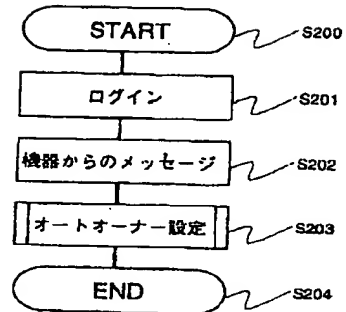 START
S200
ログイン
S201
機器からのメッセージ
S202
オートオーナー設定
S203
END
S204